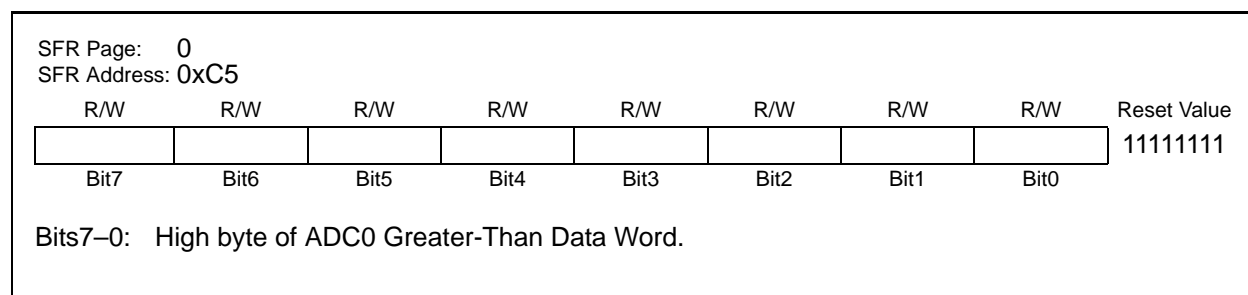 SFR Page: 0
SFR Address: 0xC5
R/W R/W R/W R/W R/W R/W R/W R/W Reset Value
11111111
Bit7 Bit6 Bit5 Bit4 Bit3 Bit2 Bit1 Bit0
Bits7–0: High byte of ADC0 Greater-Than Data Word.